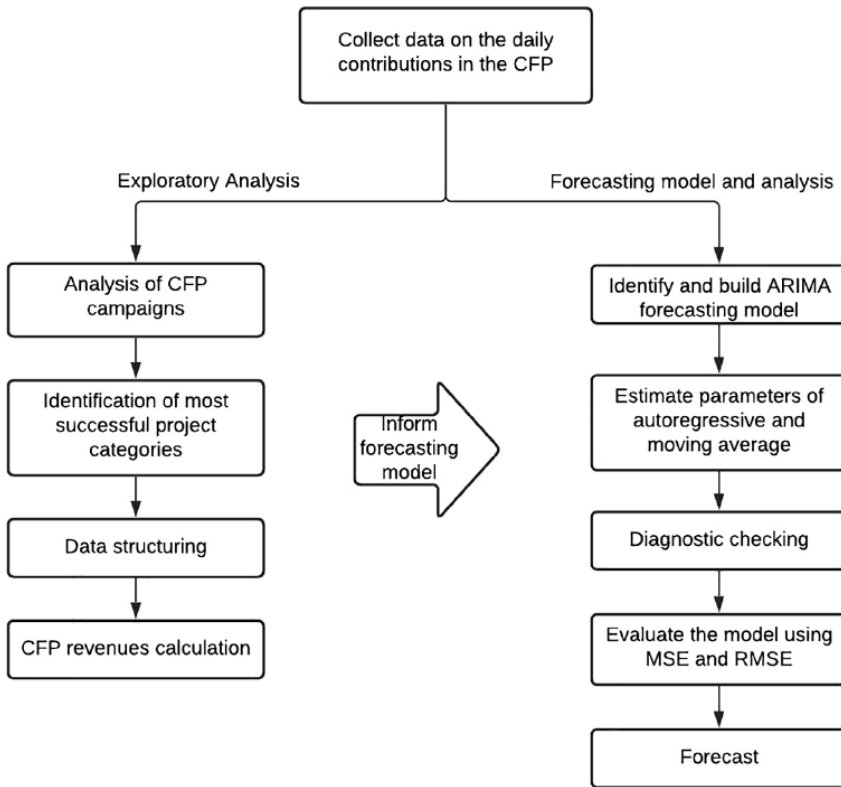 Collect data on the daily
contributions in the CFP
Exploratory Analysis
Forecasting model and analysis
Analysis of CFP
campaigns
Identification of most
successful project
categories
Data structuring
CFP revenues calculation
Inform
forecasting
model
Identify and build ARIMA
forecasting model
Estimate parameters of
autoregressive and
moving average
Diagnostic checking
Evaluate the model using
MSE and RMSE
Forecast